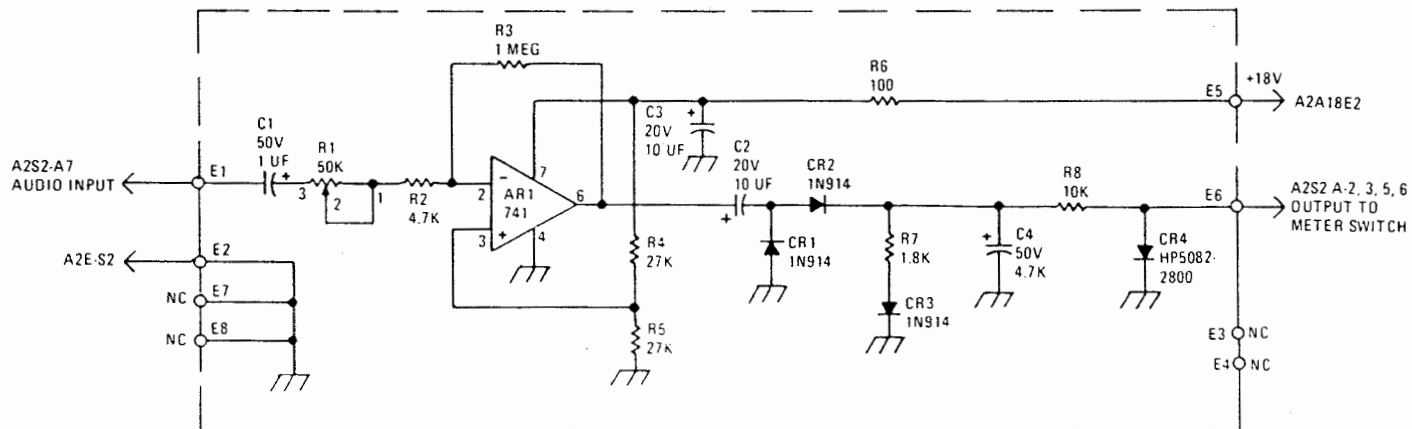 R3
1 MEG
R6
100
+18V
E5
A2A18E2
C1
50V
1 UF
+
R1
50K
3
2
1
R2
4.7K
A2S2-A7
AUDIO INPUT
E1
-
2
7
AR1
741
6
3
+
4
+
C3
20V
10 UF
C2
20V
10 UF
+
CR2
1N914
CR1
1N914
R4
27K
R5
27K
R7
1.8K
CR3
1N914
+
C4
50V
4.7K
R8
10K
CR4
HP5082-
2800
E6
A2S2 A-2, 3, 5, 6
OUTPUT TO
METER SWITCH
A2E-S2
E2
NC
E7
NC
E8
E3
NC
E4
NC